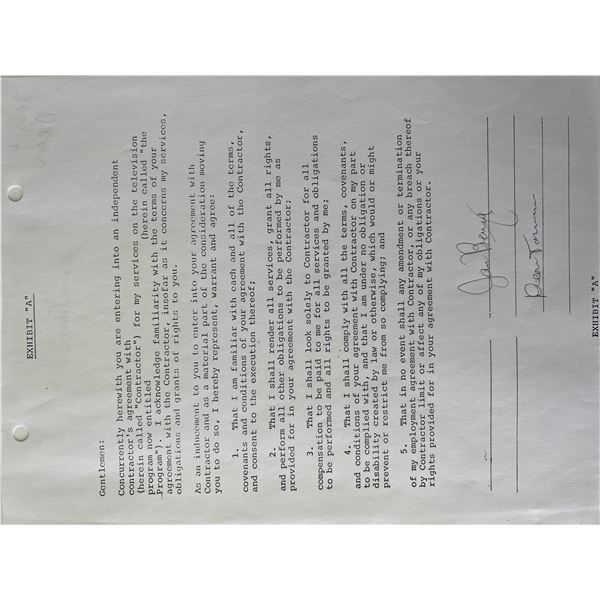 EXHIBIT "A"
Gentlemen:
Concurrently herewith you are entering into an independent
contractor's agreement with
(herein called "Contractor") for my services on the television
program now entitled (herein called "the
Program"). I acknowledge familiarity with the terms of your
agreement with the Contractor, insofar as it concerns my services,
obligations and grants of rights to you.
As an inducement to you to enter into your agreement with
Contractor and as a material part of the consideration moving
you to do so, I hereby represent, warrant and agree:
1. That I am familiar with each and all of the terms,
covenants and conditions of your agreement with the Contractor,
and consent to the execution thereof;
2. That I shall render all services, grant all rights,
and perform all other obligations to be performed by me as
provided for in your agreement with the Contractor;
3. That I shall look solely to Contractor for all
compensation to be paid to me for all services and obligations
to be performed and all rights to be granted by me;
4. That I shall comply with all the terms, covenants,
and conditions of your agreement with Contractor on my part
to be complied with, and that I am under no obligation or
disability created by law or otherwise, which would or might
prevent or restrict me from so complying; and
5. That in no event shall any amendment or termination
of my employment agreement with Contractor, or any breach thereof
by Contractor limit or affect any of my obligations or your
rights provided for in your agreement with Contractor.
Jan Berry
Dean Torrence
EXHIBIT "A"